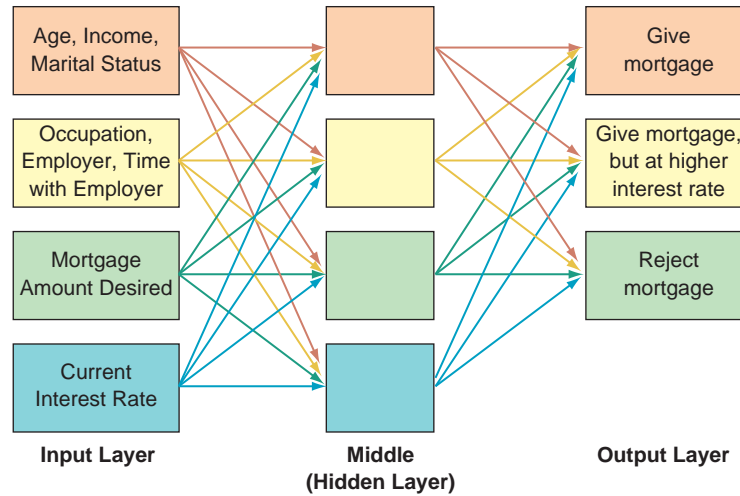 Age, Income,
Marital Status
Occupation,
Employer, Time
with Employer
Mortgage
Amount Desired
Current
Interest Rate
Input Layer
Middle
(Hidden Layer)
Give
mortgage
Give mortgage,
but at higher
interest rate
Reject
mortgage
Output Layer